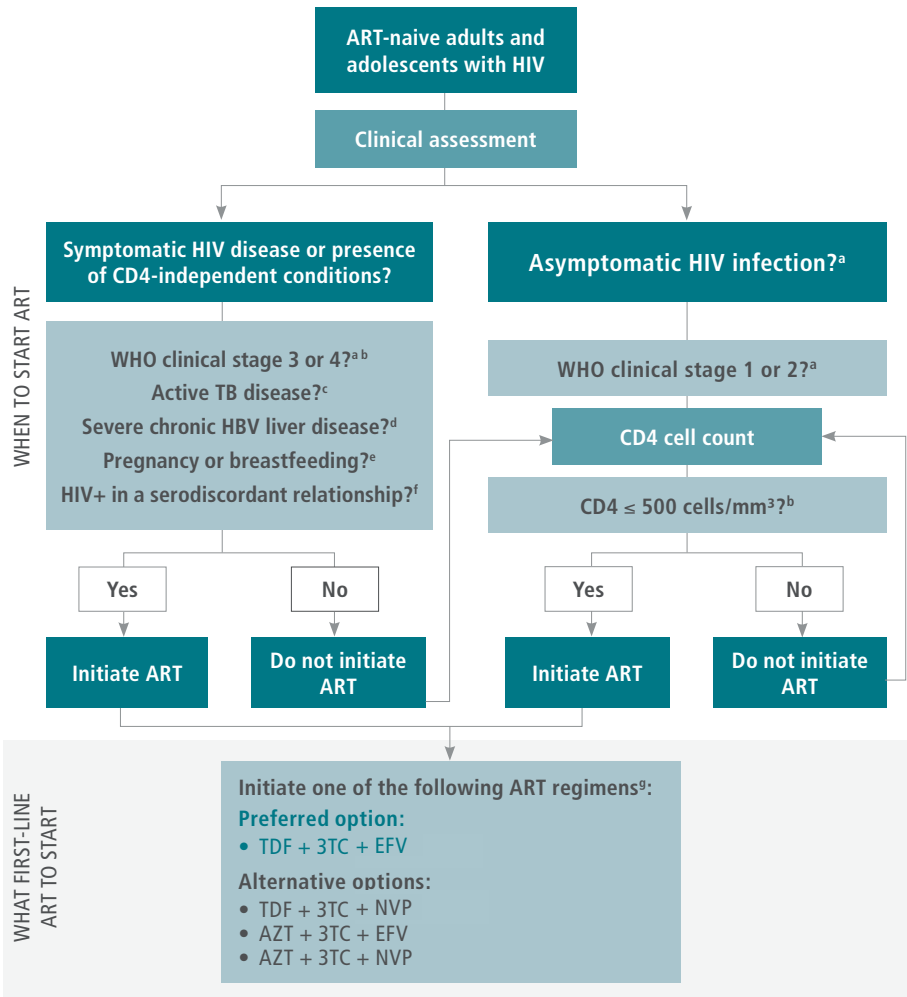 ART-naive adults and
adolescents with HIV
Clinical assessment
WHEN TO START ART
Symptomatic HIV disease or presence
of CD4-independent conditions?
WHO clinical stage 3 or 4?ᵃ ᵇ
Active TB disease?ᶜ
Severe chronic HBV liver disease?ᵈ
Pregnancy or breastfeeding?ᵉ
HIV+ in a serodiscordant relationship?ᶠ
Yes
No
Initiate ART
Do not initiate
ART
Asymptomatic HIV infection?ᵃ
WHO clinical stage 1 or 2?ᵃ
CD4 cell count
CD4 ≤ 500 cells/mm³?ᵇ
Yes
No
Initiate ART
Do not initiate
ART
WHAT FIRST-LINE
ART TO START
Initiate one of the following ART regimensᵍ:
Preferred option:
• TDF + 3TC + EFV
Alternative options:
• TDF + 3TC + NVP
• AZT + 3TC + EFV
• AZT + 3TC + NVP